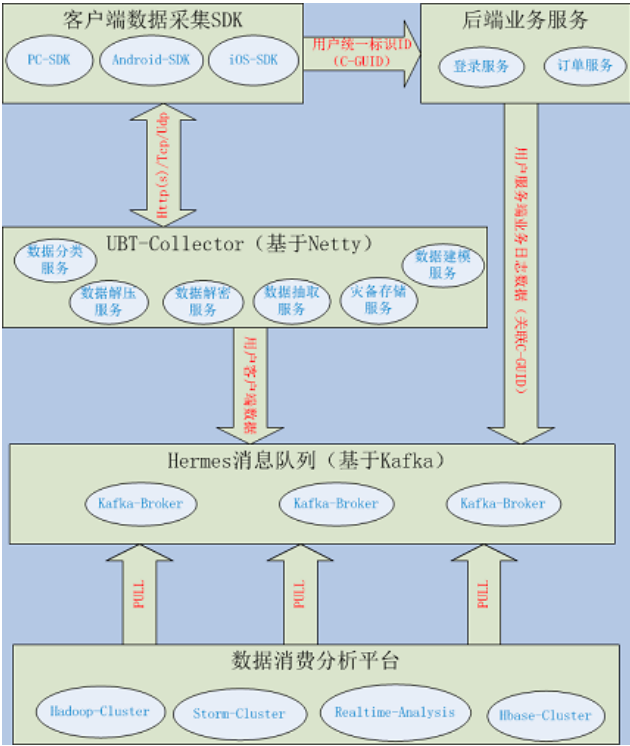 客户端数据采集SDK
PC-SDK
Android-SDK
iOS-SDK
用户统一标识ID
(C-GUID)
后端业务服务
登录服务
订单服务
Http(s)/Tcp/Udp
用户服务端业务日志数据(关联C-GUID)
UBT-Collector(基于Netty)
数据分类
服务
数据解压
服务
数据解密
服务
数据抽取
服务
灾备存储
服务
数据建模
服务
用户客户端数据
Hermes消息队列(基于Kafka)
Kafka-Broker
Kafka-Broker
Kafka-Broker
PULL
PULL
PULL
数据消费分析平台
Hadoop-Cluster
Storm-Cluster
Realtime-Analysis
Hbase-Cluster